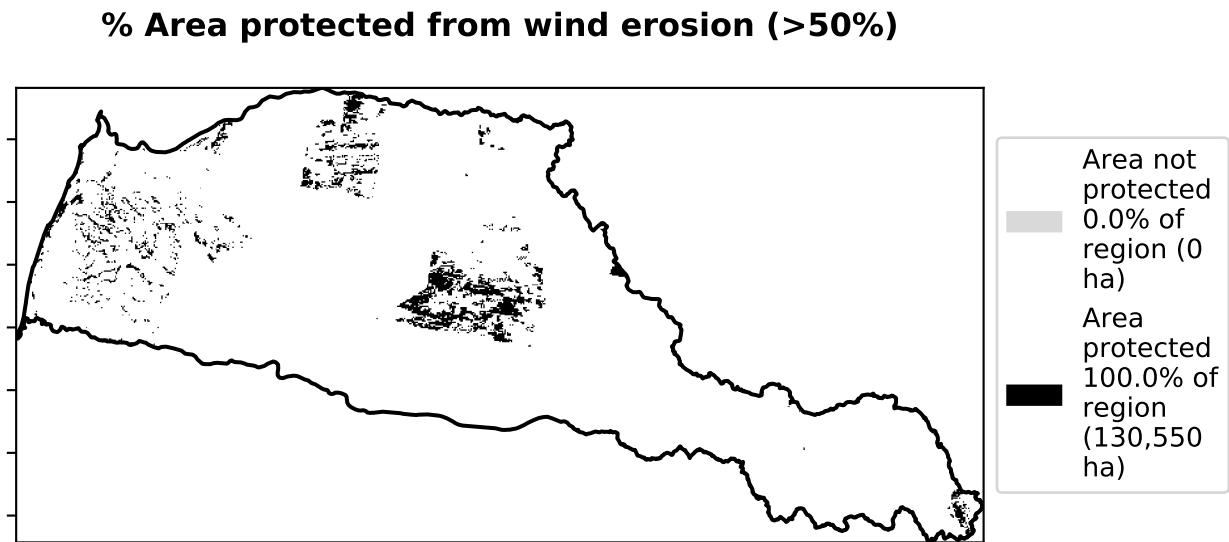 % Area protected from wind erosion (>50%)
Area not
protected
0.0% of
region (0
ha)
Area
protected
100.0% of
region
(130,550
ha)